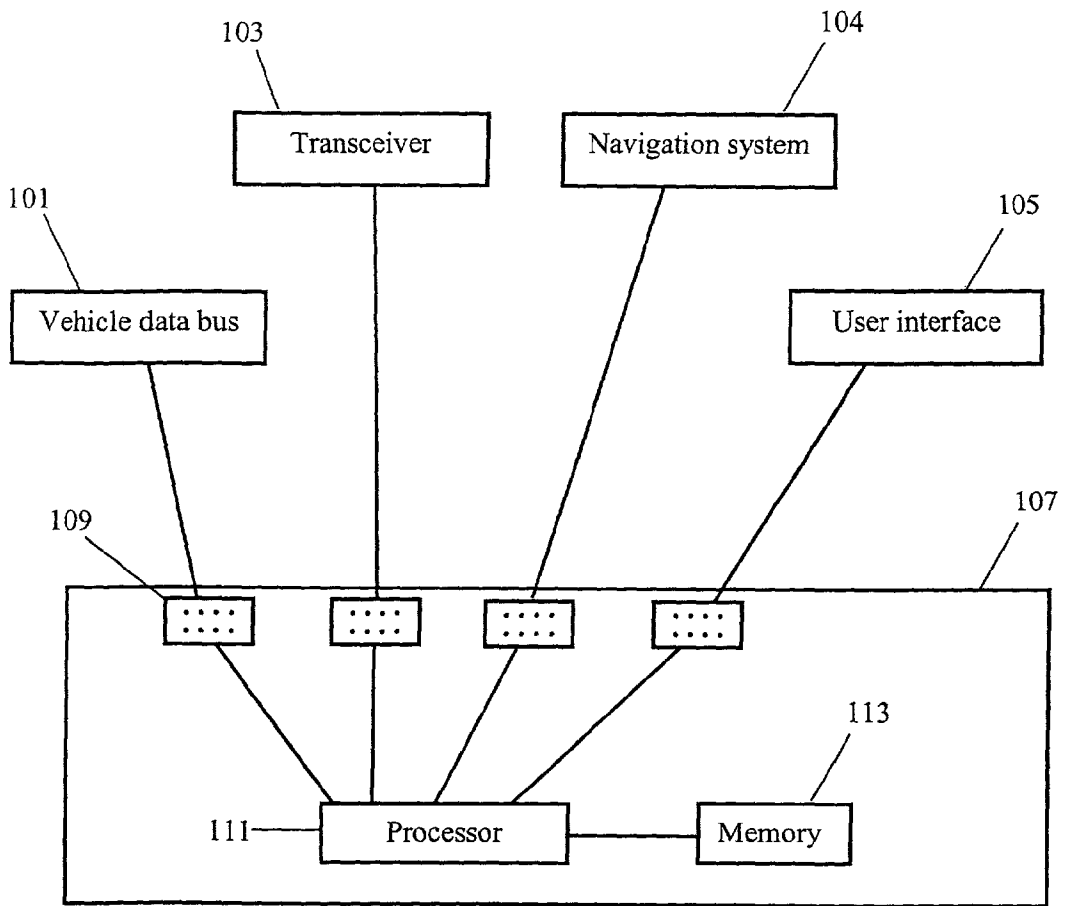 103
104
Transceiver
Navigation system
101
105
Vehicle data bus
User interface
109
107
113
111
Processor
Memory